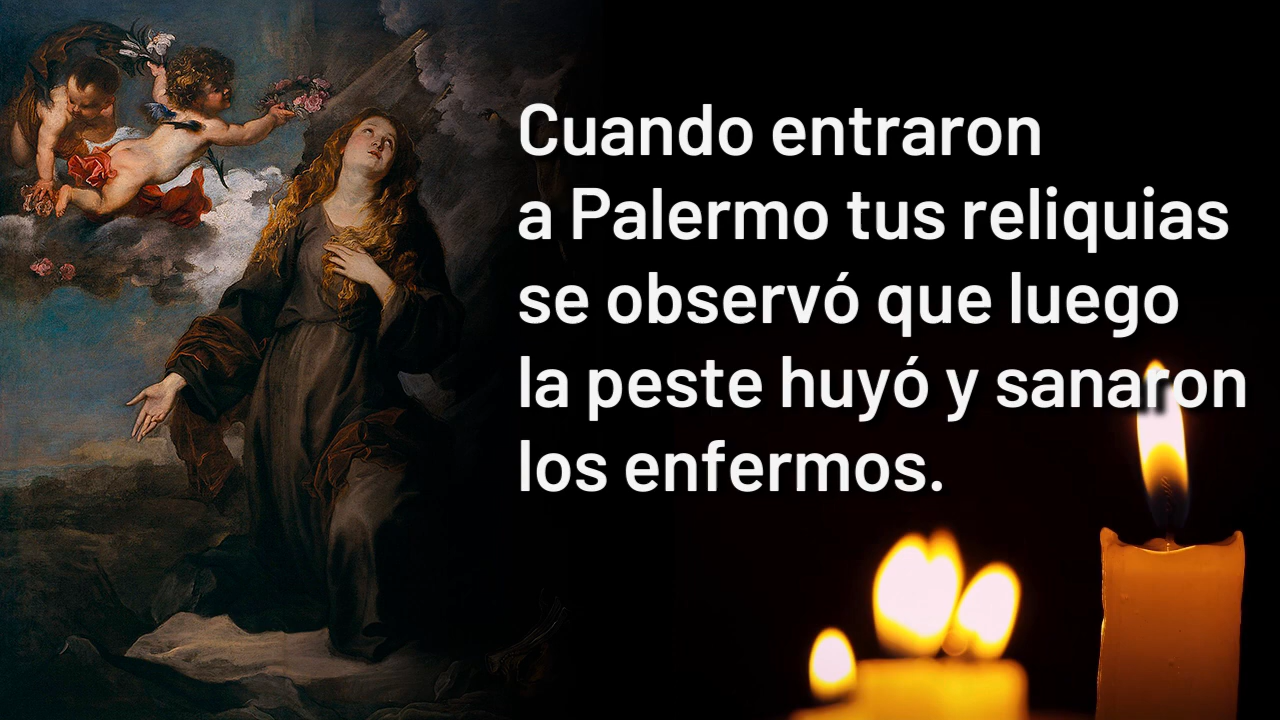 Cuando entraron
a Palermo tus reliquias
se observó que luego
la peste huyó y sanaron
los enfermos.